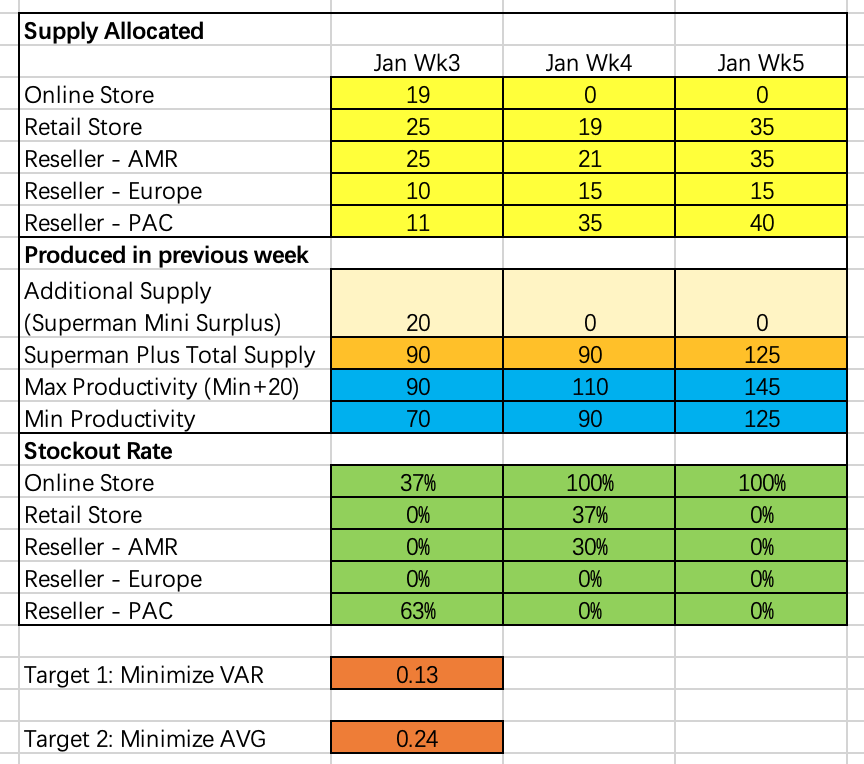 Supply Allocated
Jan Wk3 Jan Wk4 Jan Wk5
Online Store 19 0 0
Retail Store 25 19 35
Reseller - AMR 25 21 35
Reseller - Europe 10 15 15
Reseller - PAC 11 35 40
Produced in previous week
Additional Supply
(Superman Mini Surplus) 20 0 0
Superman Plus Total Supply 90 90 125
Max Productivity (Min+20) 90 110 145
Min Productivity 70 90 125
Stockout Rate
Online Store 37% 100% 100%
Retail Store 0% 37% 0%
Reseller - AMR 0% 30% 0%
Reseller - Europe 0% 0% 0%
Reseller - PAC 63% 0% 0%
Target 1: Minimize VAR 0.13
Target 2: Minimize AVG 0.24